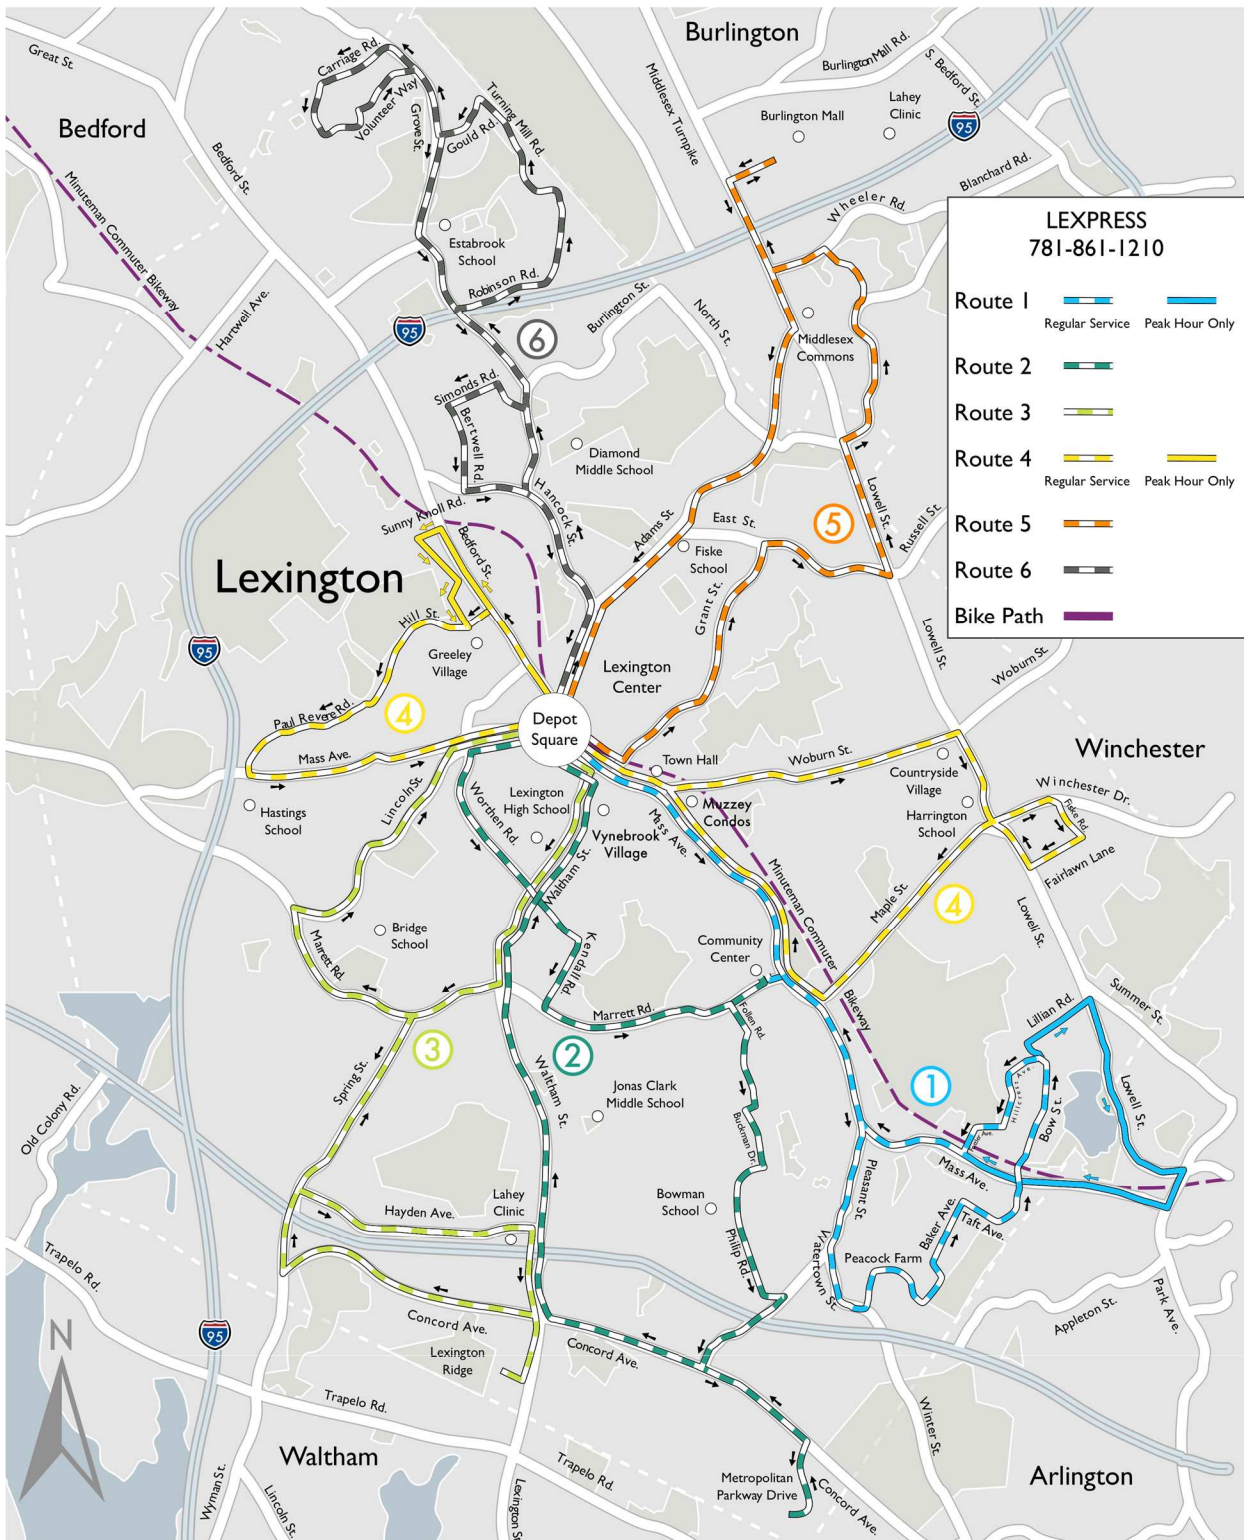 Burlington
Great St.
Carriage Rd.
Volunteer Way
Grove St.
Gould Rd.
Turning Mill Rd.
Middlesex Turnpike
Burlington Mall Rd.
S. Bedford St.
Burlington Mall
Lahey
Clinic
95
Bedford
Bedford St.
Blanchard Rd.
Wheeler Rd.
Minuteman Commuter Bikeway
Estabrook
School
Robinson Rd.
Hartwell Ave.
95
6
Burlington St.
North St.
Middlesex
Commons
LEXPRESS
781-861-1210
Route 1
Regular Service
Peak Hour Only
Route 2
Route 3
Route 4
Regular Service
Peak Hour Only
Route 5
Route 6
Bike Path
Simonds Rd.
Bertwell Rd.
Diamond
Middle School
Hancock St.
Sunny Knoll Rd.
Bedford St.
Adams St
East St.
Fiske
School
5
Lowell St.
Russell St.
Lexington
Grant St.
Hill St.
Greeley
Village
95
Lexington
Center
Lowell St.
Woburn St.
Paul Revere Rd.
4
Depot
Square
Mass Ave.
Town Hall
Woburn St.
Winchester
Countryside
Village
Winchester Dr.
Hastings
School
Lincoln St.
Worthen Rd.
Lexington
High School
Vynebrook
Village
Muzzey
Condos
Mass Ave.
Harrington
School
Fiske Rd.
Fairlawn Lane
Waltham St.
Minuteman Commuter
Bikeway
Maple St.
4
Lowell St.
Bridge
School
Marrett Rd.
Kendall Rd.
Community
Center
Marrett Rd.
Follen Rd.
Lillian Rd.
Summer St.
3
2
1
Spring St.
Waltham St.
Jonas Clark
Middle School
Buckman Dr.
Hillcrest Ave.
Bow St.
Lowell St.
Old Colony Rd.
Mass Ave.
Pleasant St.
Hayden Ave.
Lahey
Clinic
Bowman
School
Baker Ave.
Taft Ave.
Philip Rd.
Watertown St.
Peacock Farm
Trapelo Rd.
Concord Ave.
Lexington
Ridge
Concord Ave.
Appleton St.
Park Ave.
95
N
Trapelo Rd.
Waltham
Trapelo Rd.
Wyman St.
Lincoln St.
Lexington St.
Metropolitan
Parkway Drive
Concord Ave.
Winter St.
Arlington
95